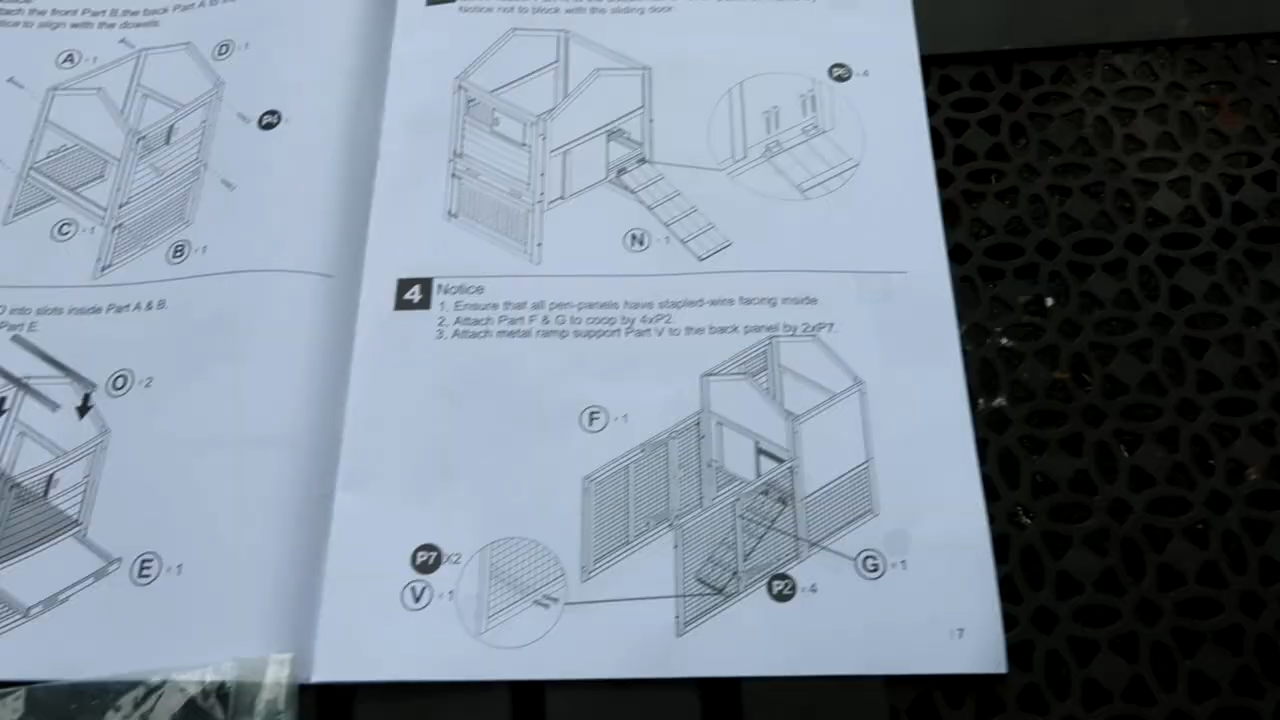 tach the front Part B,the back Part A
tice to align with the dowels.
A ×1
D ×1
P4
C ×1
B ×1
O into slots inside Part A & B.
Part E.
O ×2
E ×1
Notice not to block with the sliding door.
P6 ×4
N ×1
4 Notice
1. Ensure that all pen-panels have stapled-wire facing inside
2. Attach Part F & G to coop by 4xP2.
3. Attach metal ramp support Part V to the back panel by 2xP7.
F ×1
P7 X2
V ×1
G ×1
P2 ×4
7